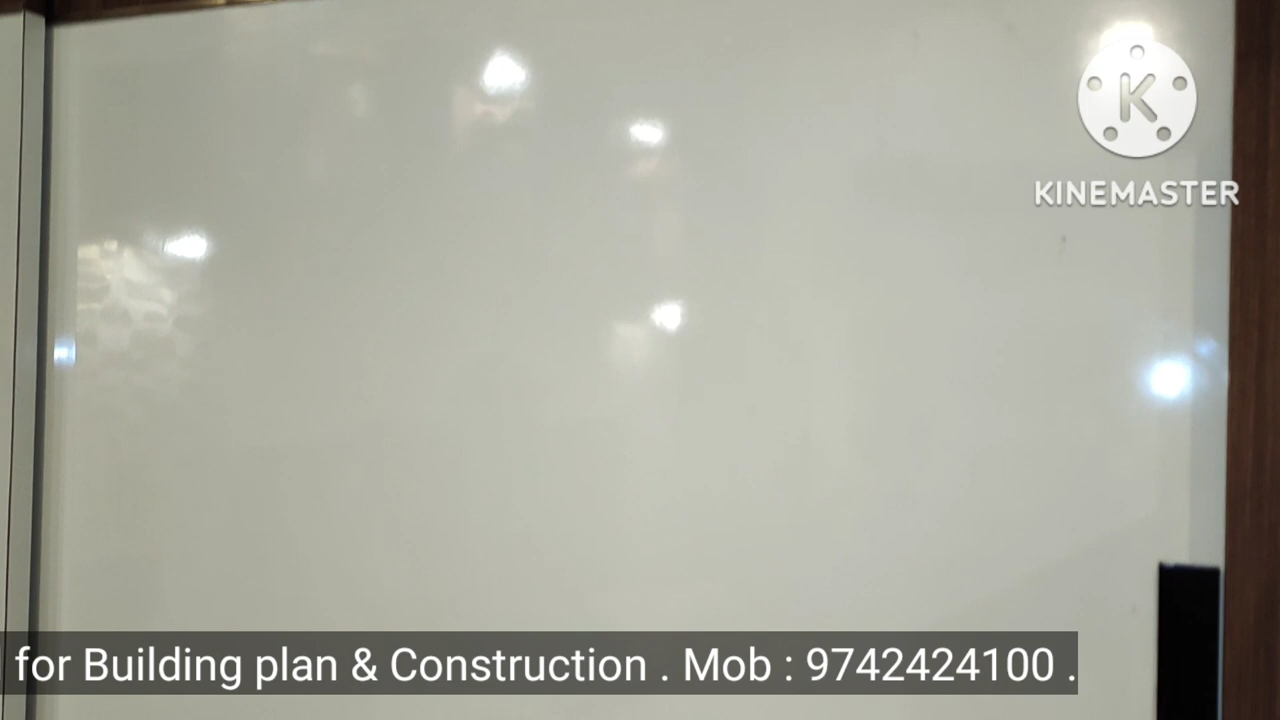 K
KINEMASTER
for Building plan & Construction . Mob : 9742424100 .